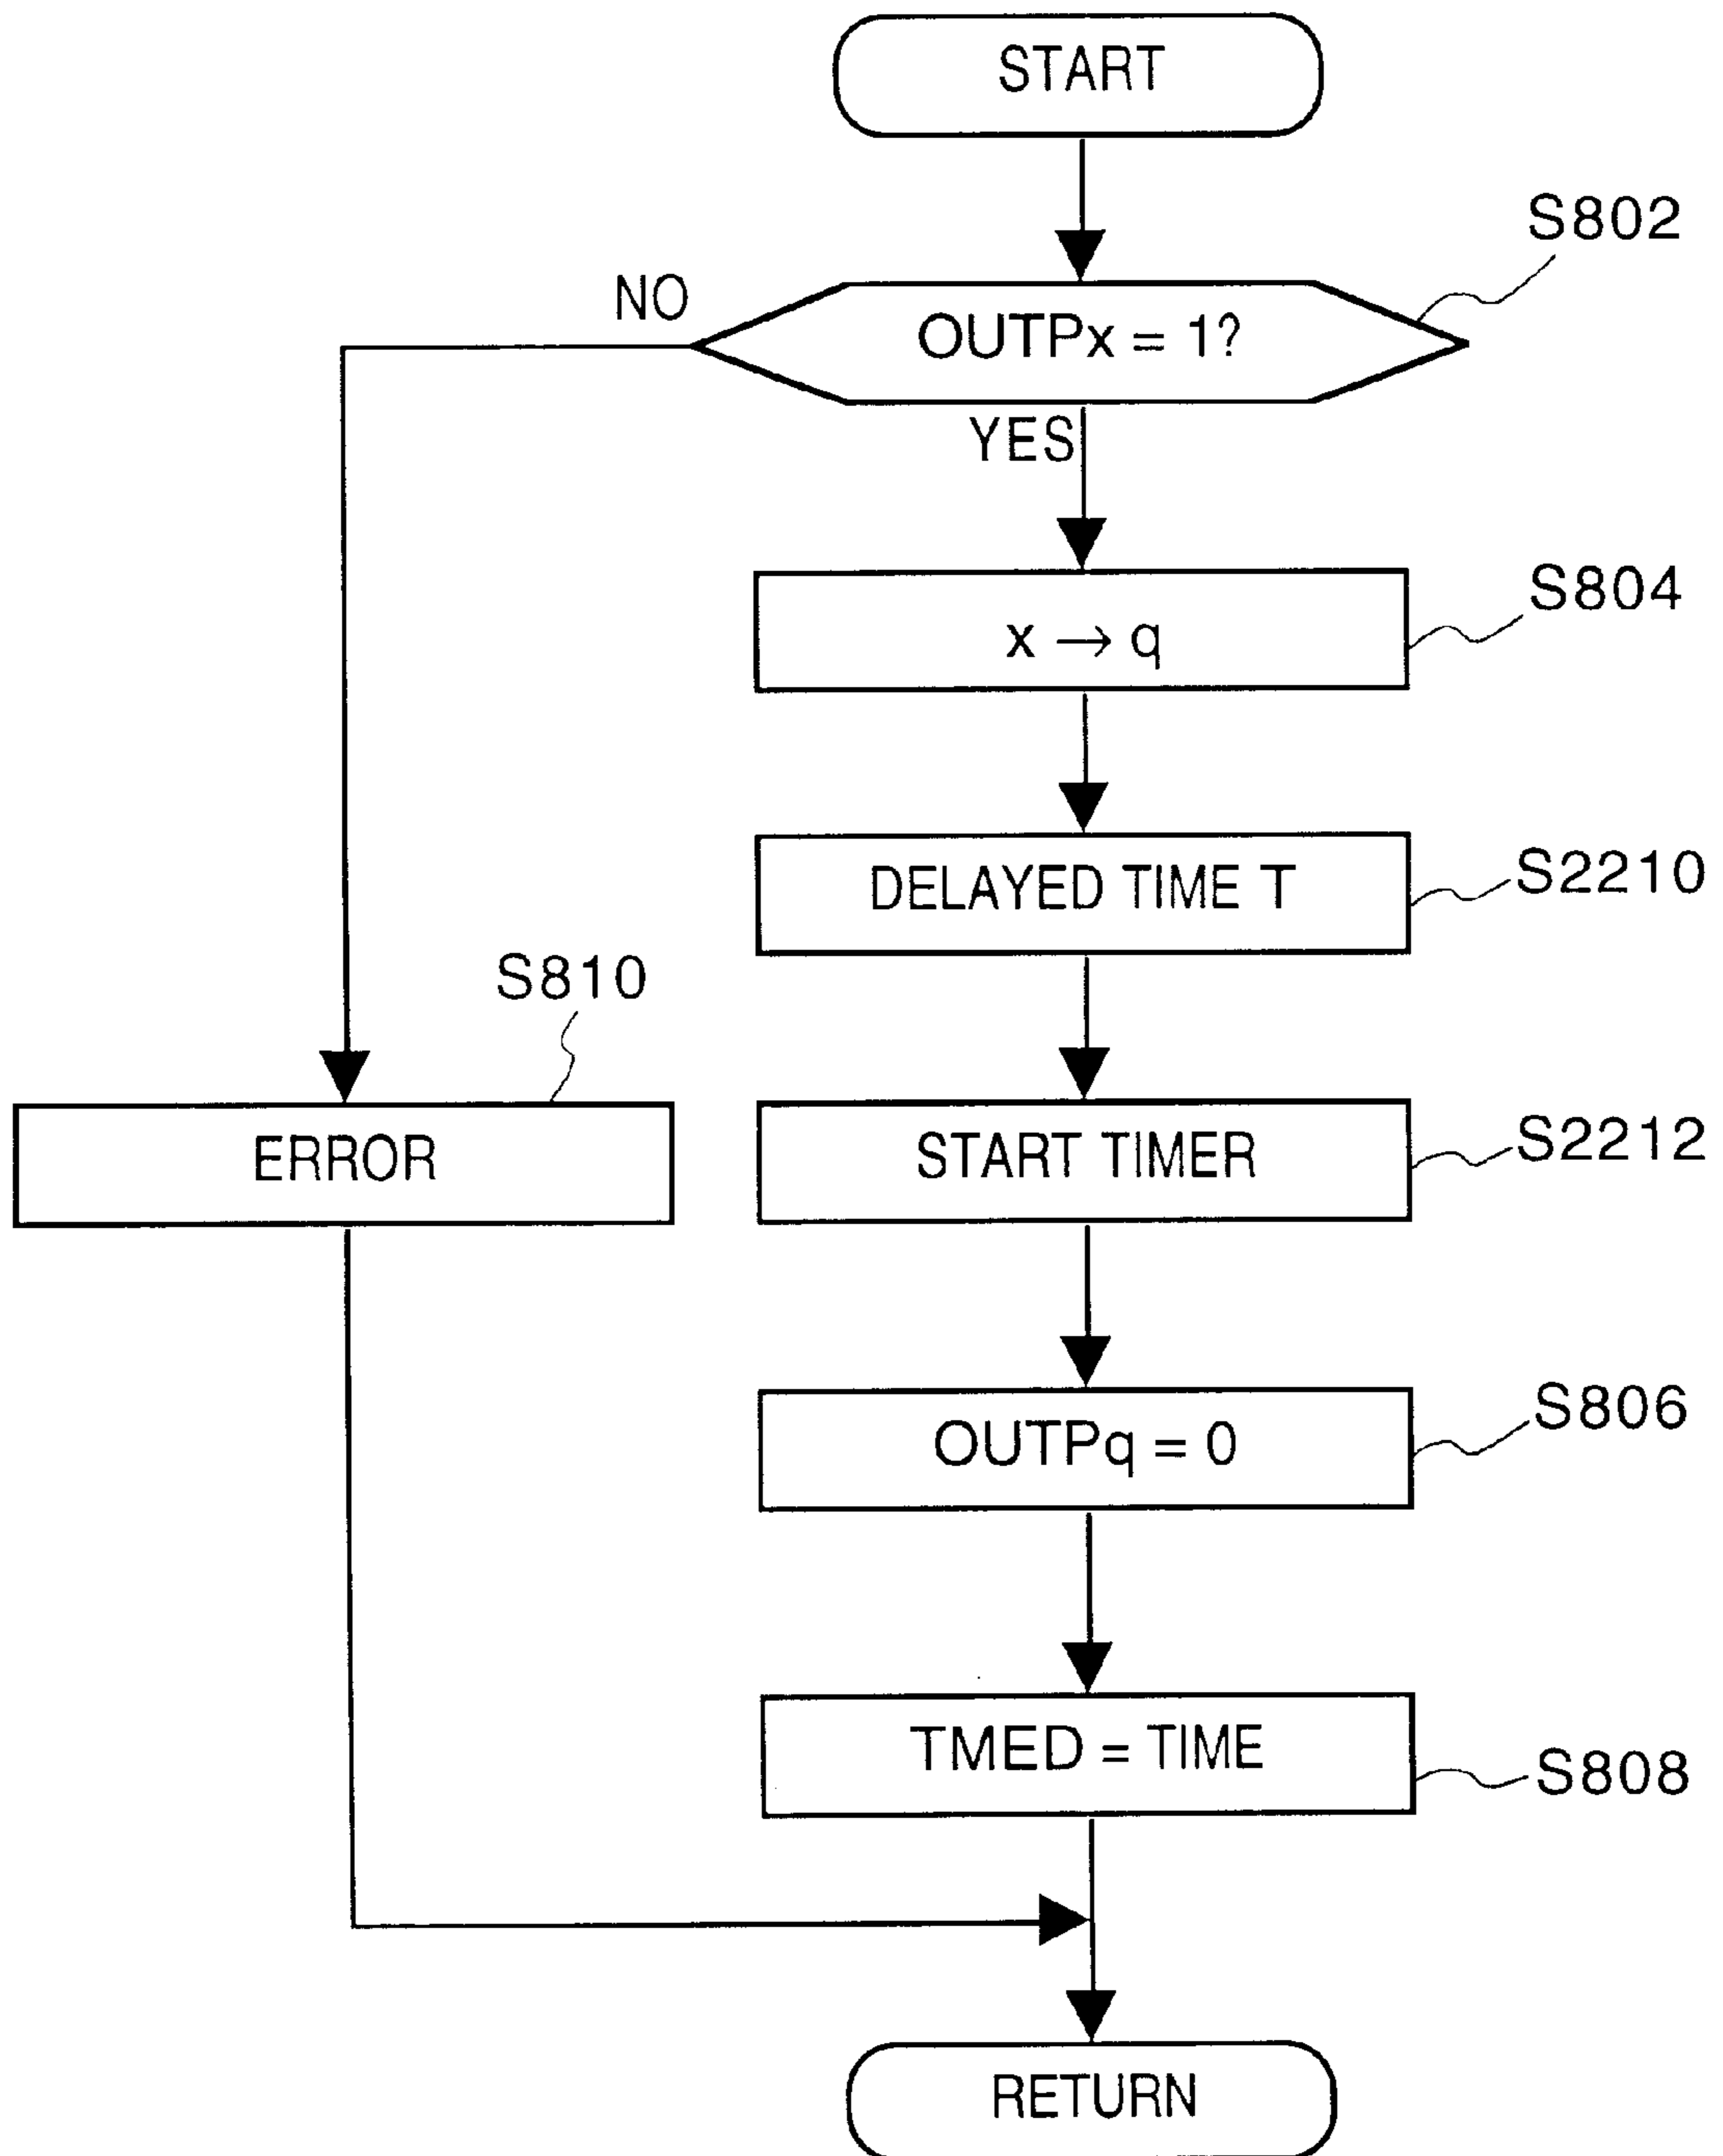 START
S802
NO
OUTPx = 1?
YES
S804
x → q
DELAYED TIME T
S2210
S810
ERROR
START TIMER
S2212
OUTPq = 0
S806
TMED = TIME
S808
RETURN